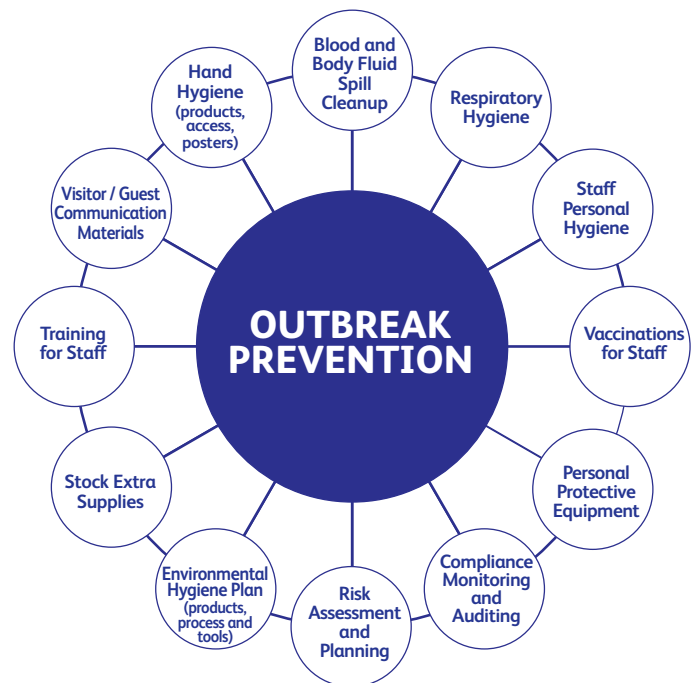 Blood and
Body Fluid
Spill
Cleanup
Respiratory
Hygiene
Staff
Personal
Hygiene
Vaccinations
for Staff
Personal
Protective
Equipment
Compliance
Monitoring
and
Auditing
Risk
Assessment
and
Planning
Environmental
Hygiene Plan
(products,
process and
tools)
Stock Extra
Supplies
Training
for Staff
Visitor / Guest
Communication
Materials
Hand
Hygiene
(products,
access,
posters)
OUTBREAK
PREVENTION